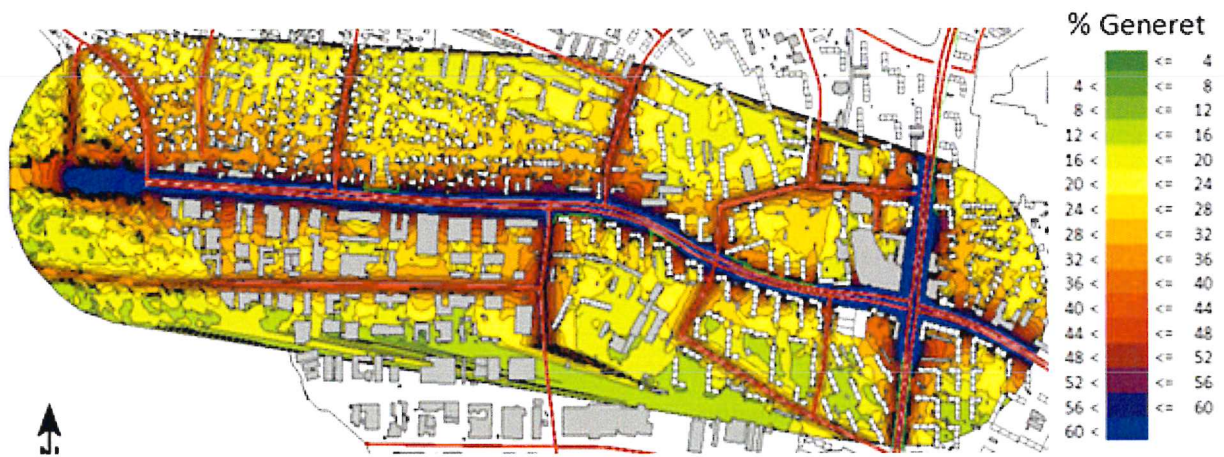 % Generet
<= 4
4 < <= 8
8 < <= 12
12 < <= 16
16 < <= 20
20 < <= 24
24 < <= 28
28 < <= 32
32 < <= 36
36 < <= 40
40 < <= 44
44 < <= 48
48 < <= 52
52 < <= 56
56 < <= 60
60 <